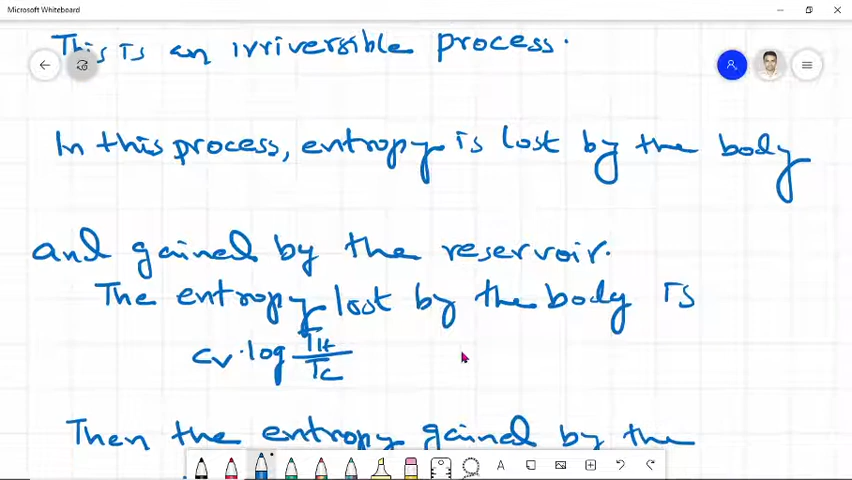 Microsoft Whiteboard
This is an irriversible process.
In this process, entropy is lost by the body
and gained by the reservoir.
The entropy lost by the body is
Cv·log TH/TC
Then the entropy gained by the